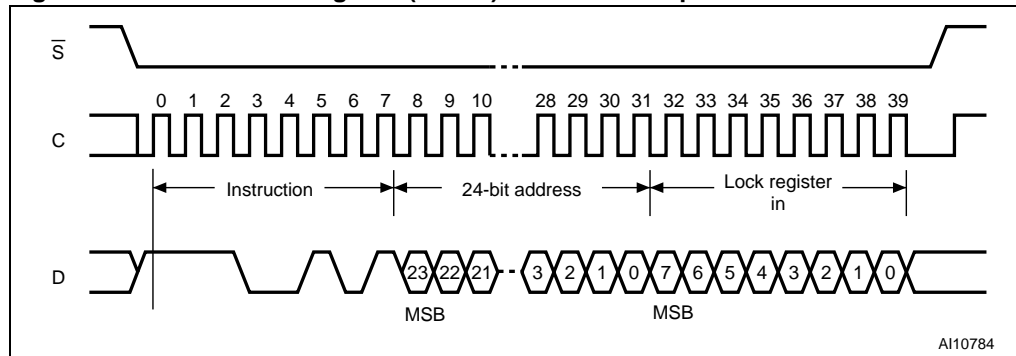 S
0 1 2 3 4 5 6 7 8 9 10 28 29 30 31 32 33 34 35 36 37 38 39
C
Instruction 24-bit address Lock register
in
D
23 22 21 3 2 1 0 7 6 5 4 3 2 1 0
MSB MSB
AI10784